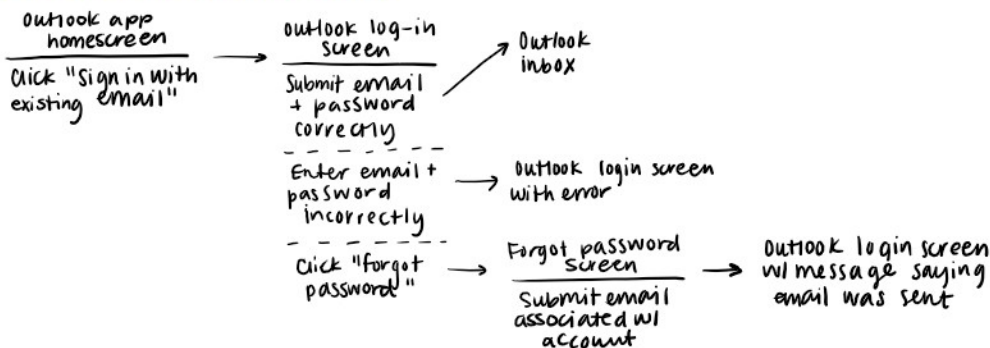 Outlook app
homescreen
Click "Sign in with
existing email"
Outlook log-in
screen
Submit email
+ password
correctly
Outlook
inbox
Enter email +
password
incorrectly
Outlook login screen
with error
Click "forgot
password"
Forgot password
screen
Submit email
associated w/
account
Outlook login screen
w/ message saying
email was sent